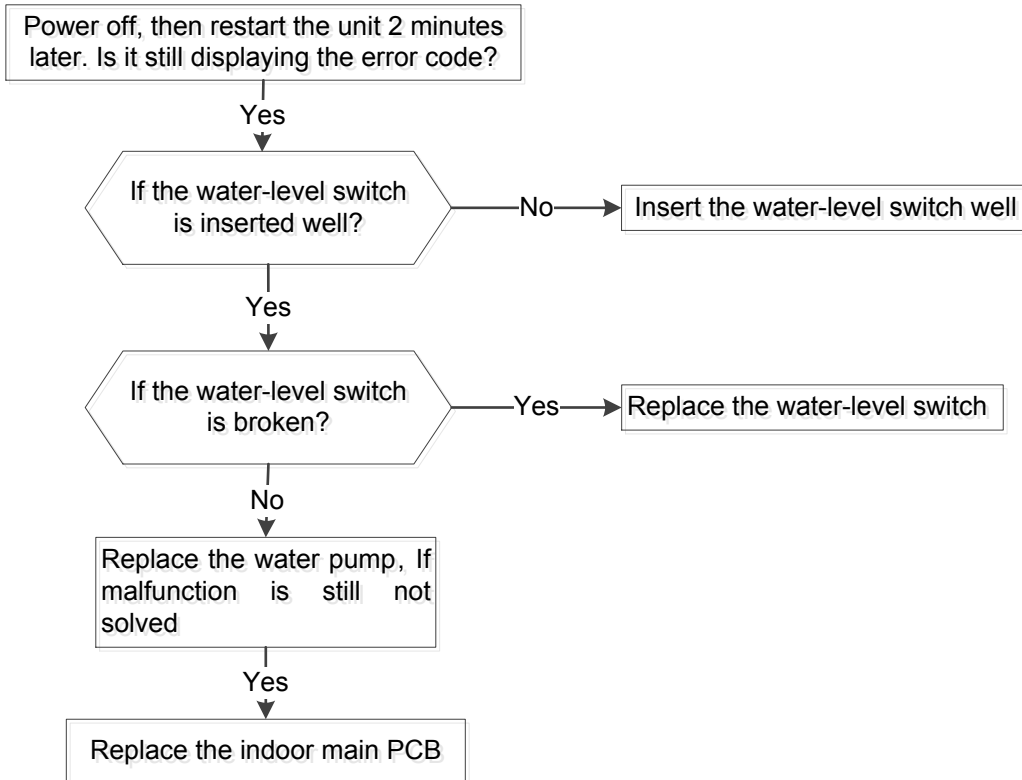 Power off, then restart the unit 2 minutes
later. Is it still displaying the error code?
Yes
If the water-level switch
is inserted well?
No
Insert the water-level switch well
Yes
If the water-level switch
is broken?
Yes
Replace the water-level switch
No
Replace the water pump, If
malfunction is still not
solved
Yes
Replace the indoor main PCB